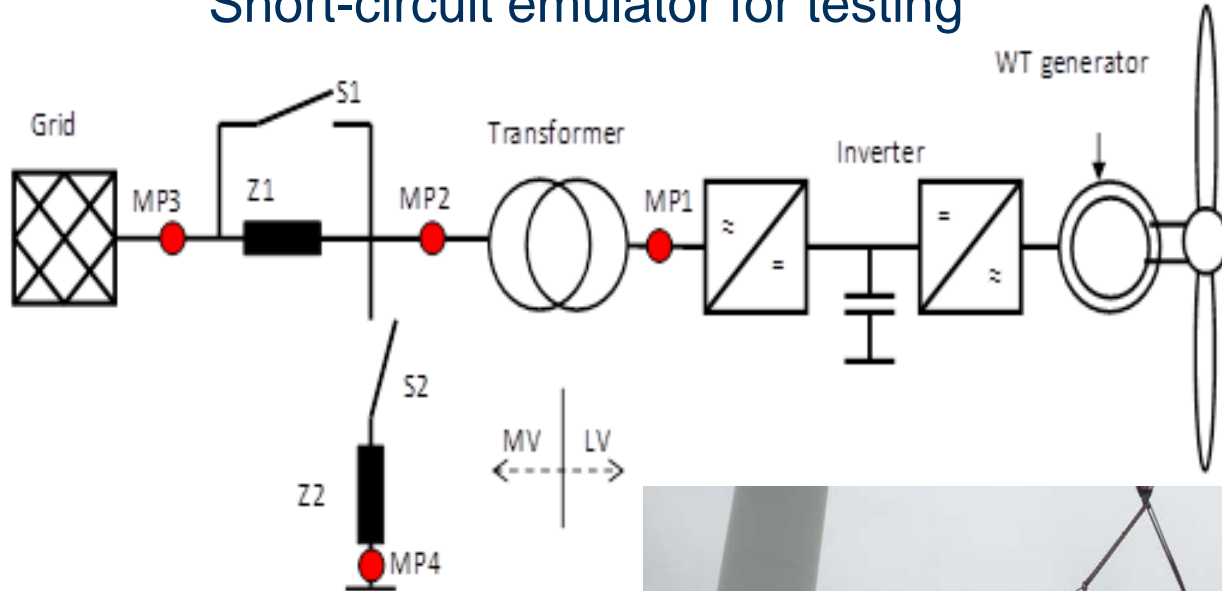 Short-circuit emulator for testing
WT generator
S1
Grid
Transformer
Inverter
MP3
Z1
MP2
MP1
≈
=
=
≈
S2
MV
LV
Z2
MP4